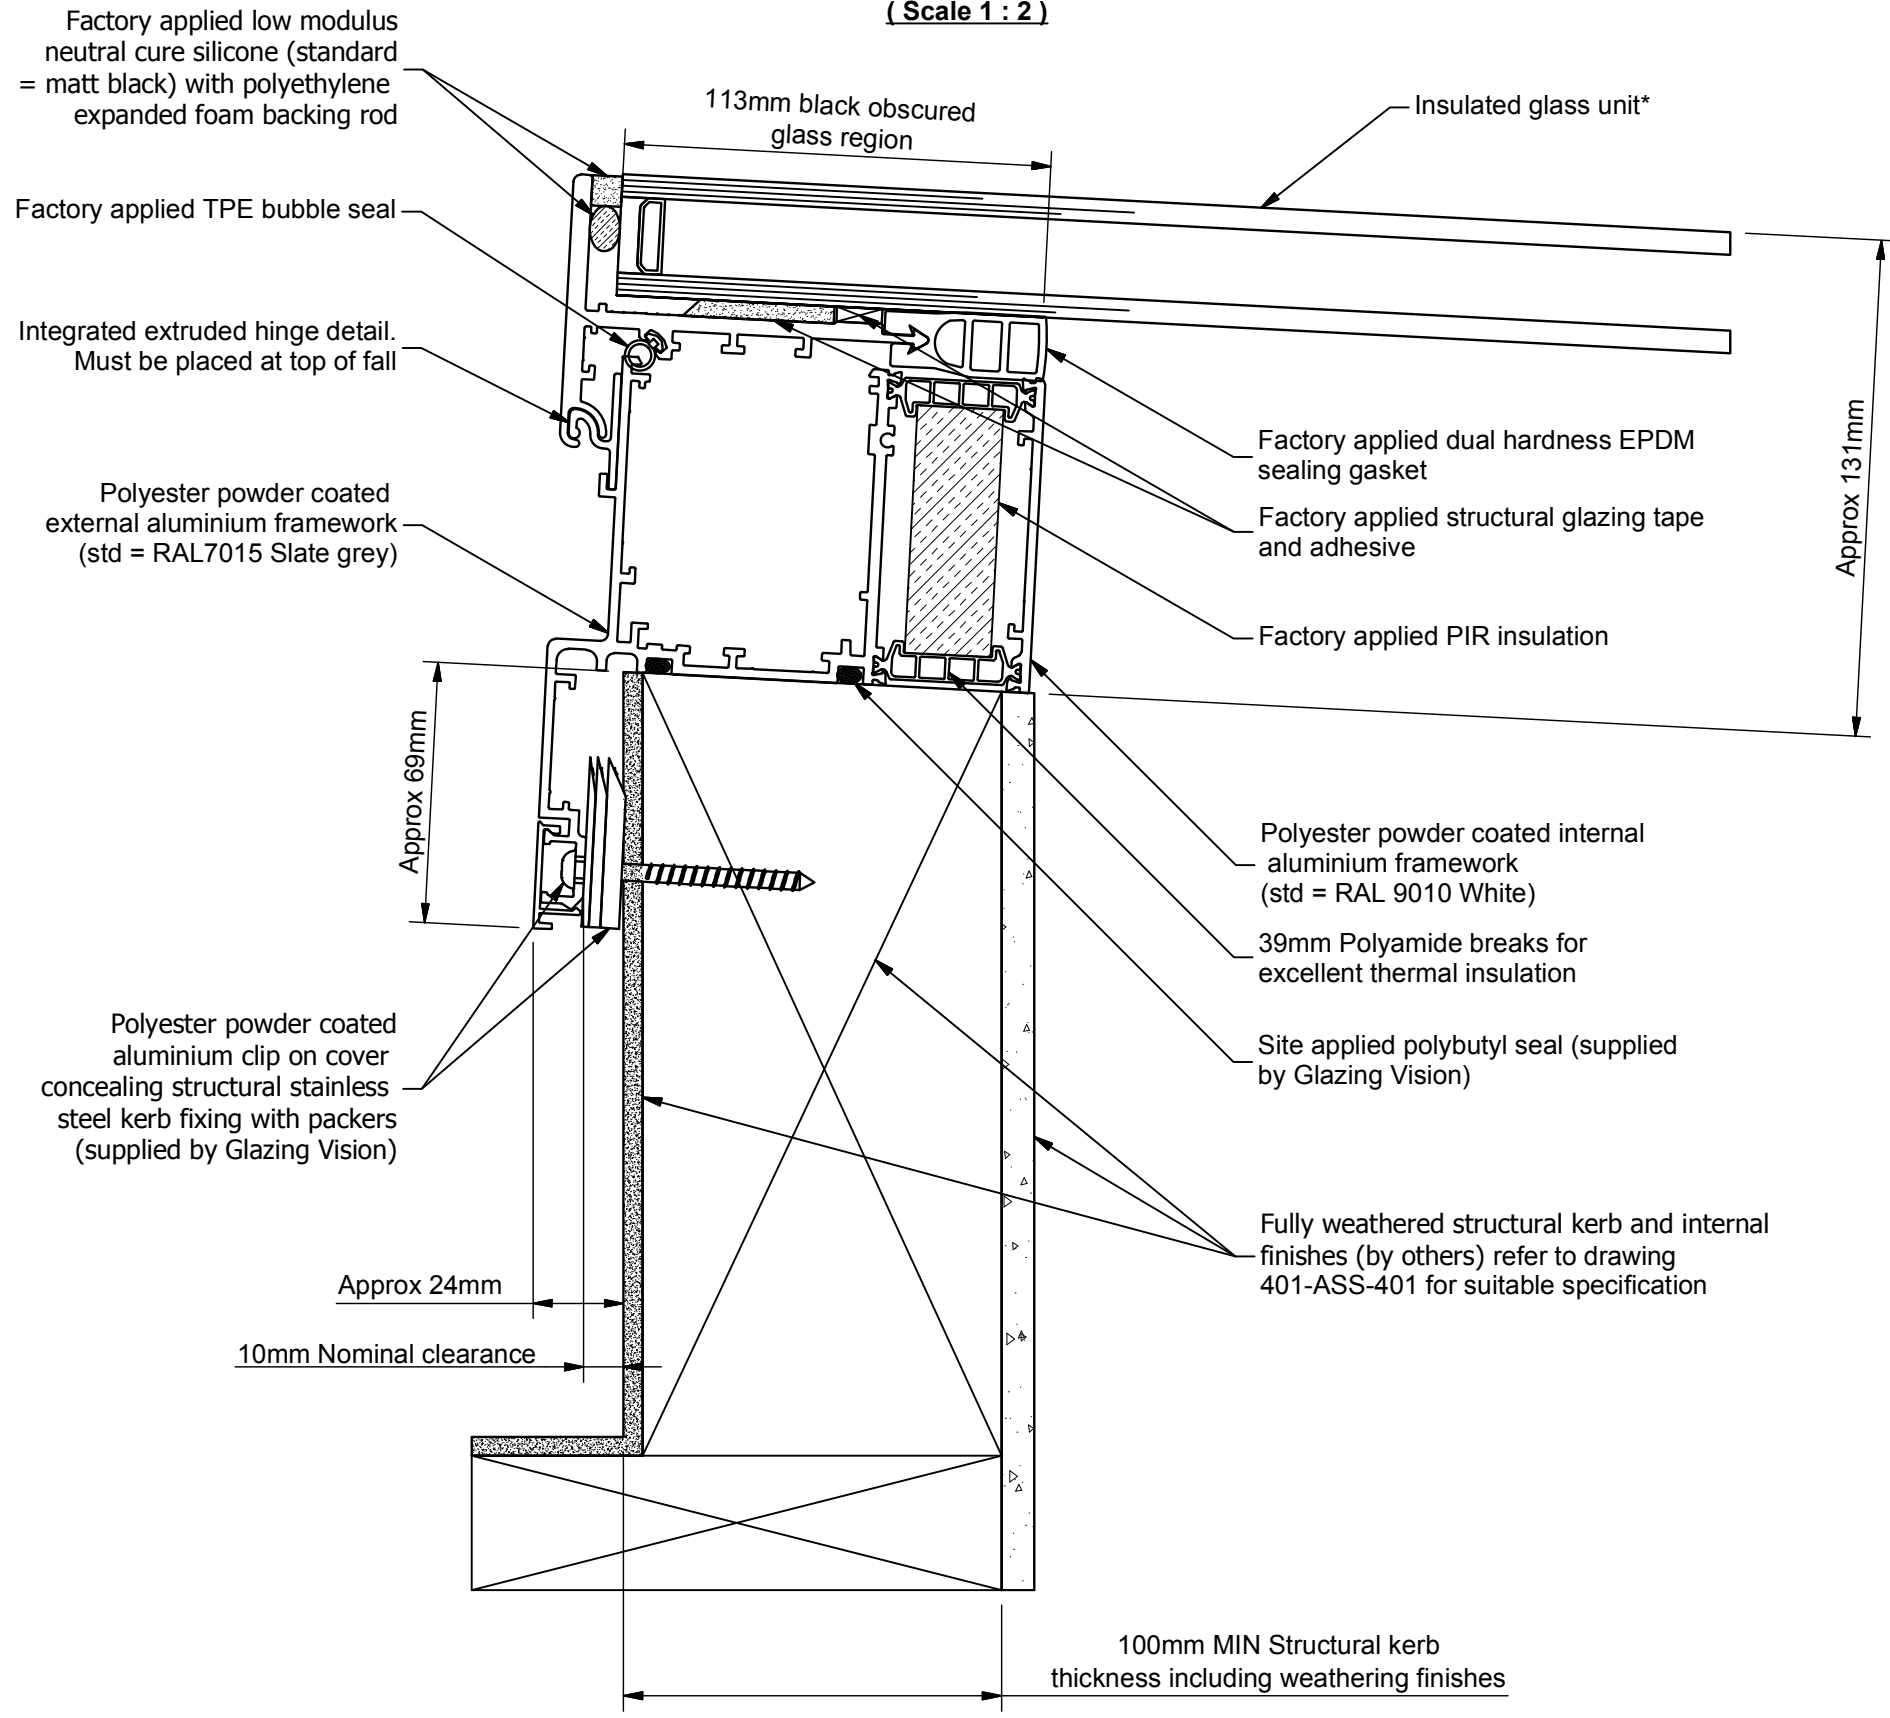 ( Scale 1 : 2 )
Factory applied low modulus
neutral cure silicone (standard
= matt black) with polyethylene
expanded foam backing rod
113mm black obscured
glass region
Insulated glass unit*
Factory applied TPE bubble seal
Integrated extruded hinge detail.
Must be placed at top of fall
Polyester powder coated
external aluminium framework
(std = RAL7015 Slate grey)
Factory applied dual hardness EPDM
sealing gasket
Factory applied structural glazing tape
and adhesive
Factory applied PIR insulation
Approx 131mm
Approx 69mm
Polyester powder coated internal
aluminium framework
(std = RAL 9010 White)
39mm Polyamide breaks for
excellent thermal insulation
Polyester powder coated
aluminium clip on cover
concealing structural stainless
steel kerb fixing with packers
(supplied by Glazing Vision)
Site applied polybutyl seal (supplied
by Glazing Vision)
Fully weathered structural kerb and internal
finishes (by others) refer to drawing
401-ASS-401 for suitable specification
Approx 24mm
10mm Nominal clearance
100mm MIN Structural kerb
thickness including weathering finishes